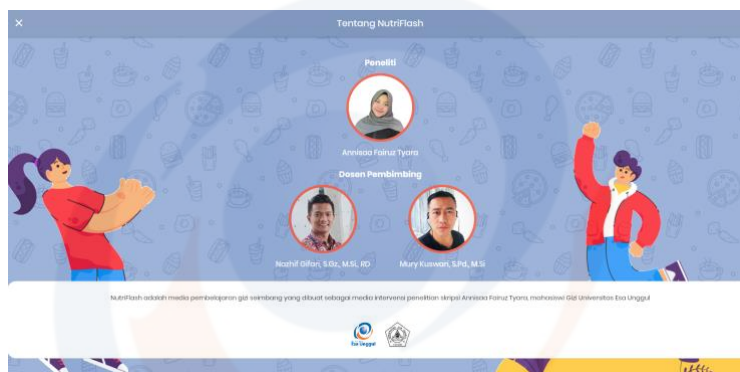 Tentang NutriFlash
Peneliti
Annisaa Fairuz Tyara
Dosen Pembimbing
Nazhif Gifari, S.Gz., M.Si., RD
Mury Kuswari, S.Pd., M.Si
NutriFlash adalah media pembelajaran gizi seimbang yang dibuat sebagai media intervensi penelitian skripsi Annisaa Fairuz Tyara, mahasiswi Gizi Universitas Esa Unggul
Esa Unggul